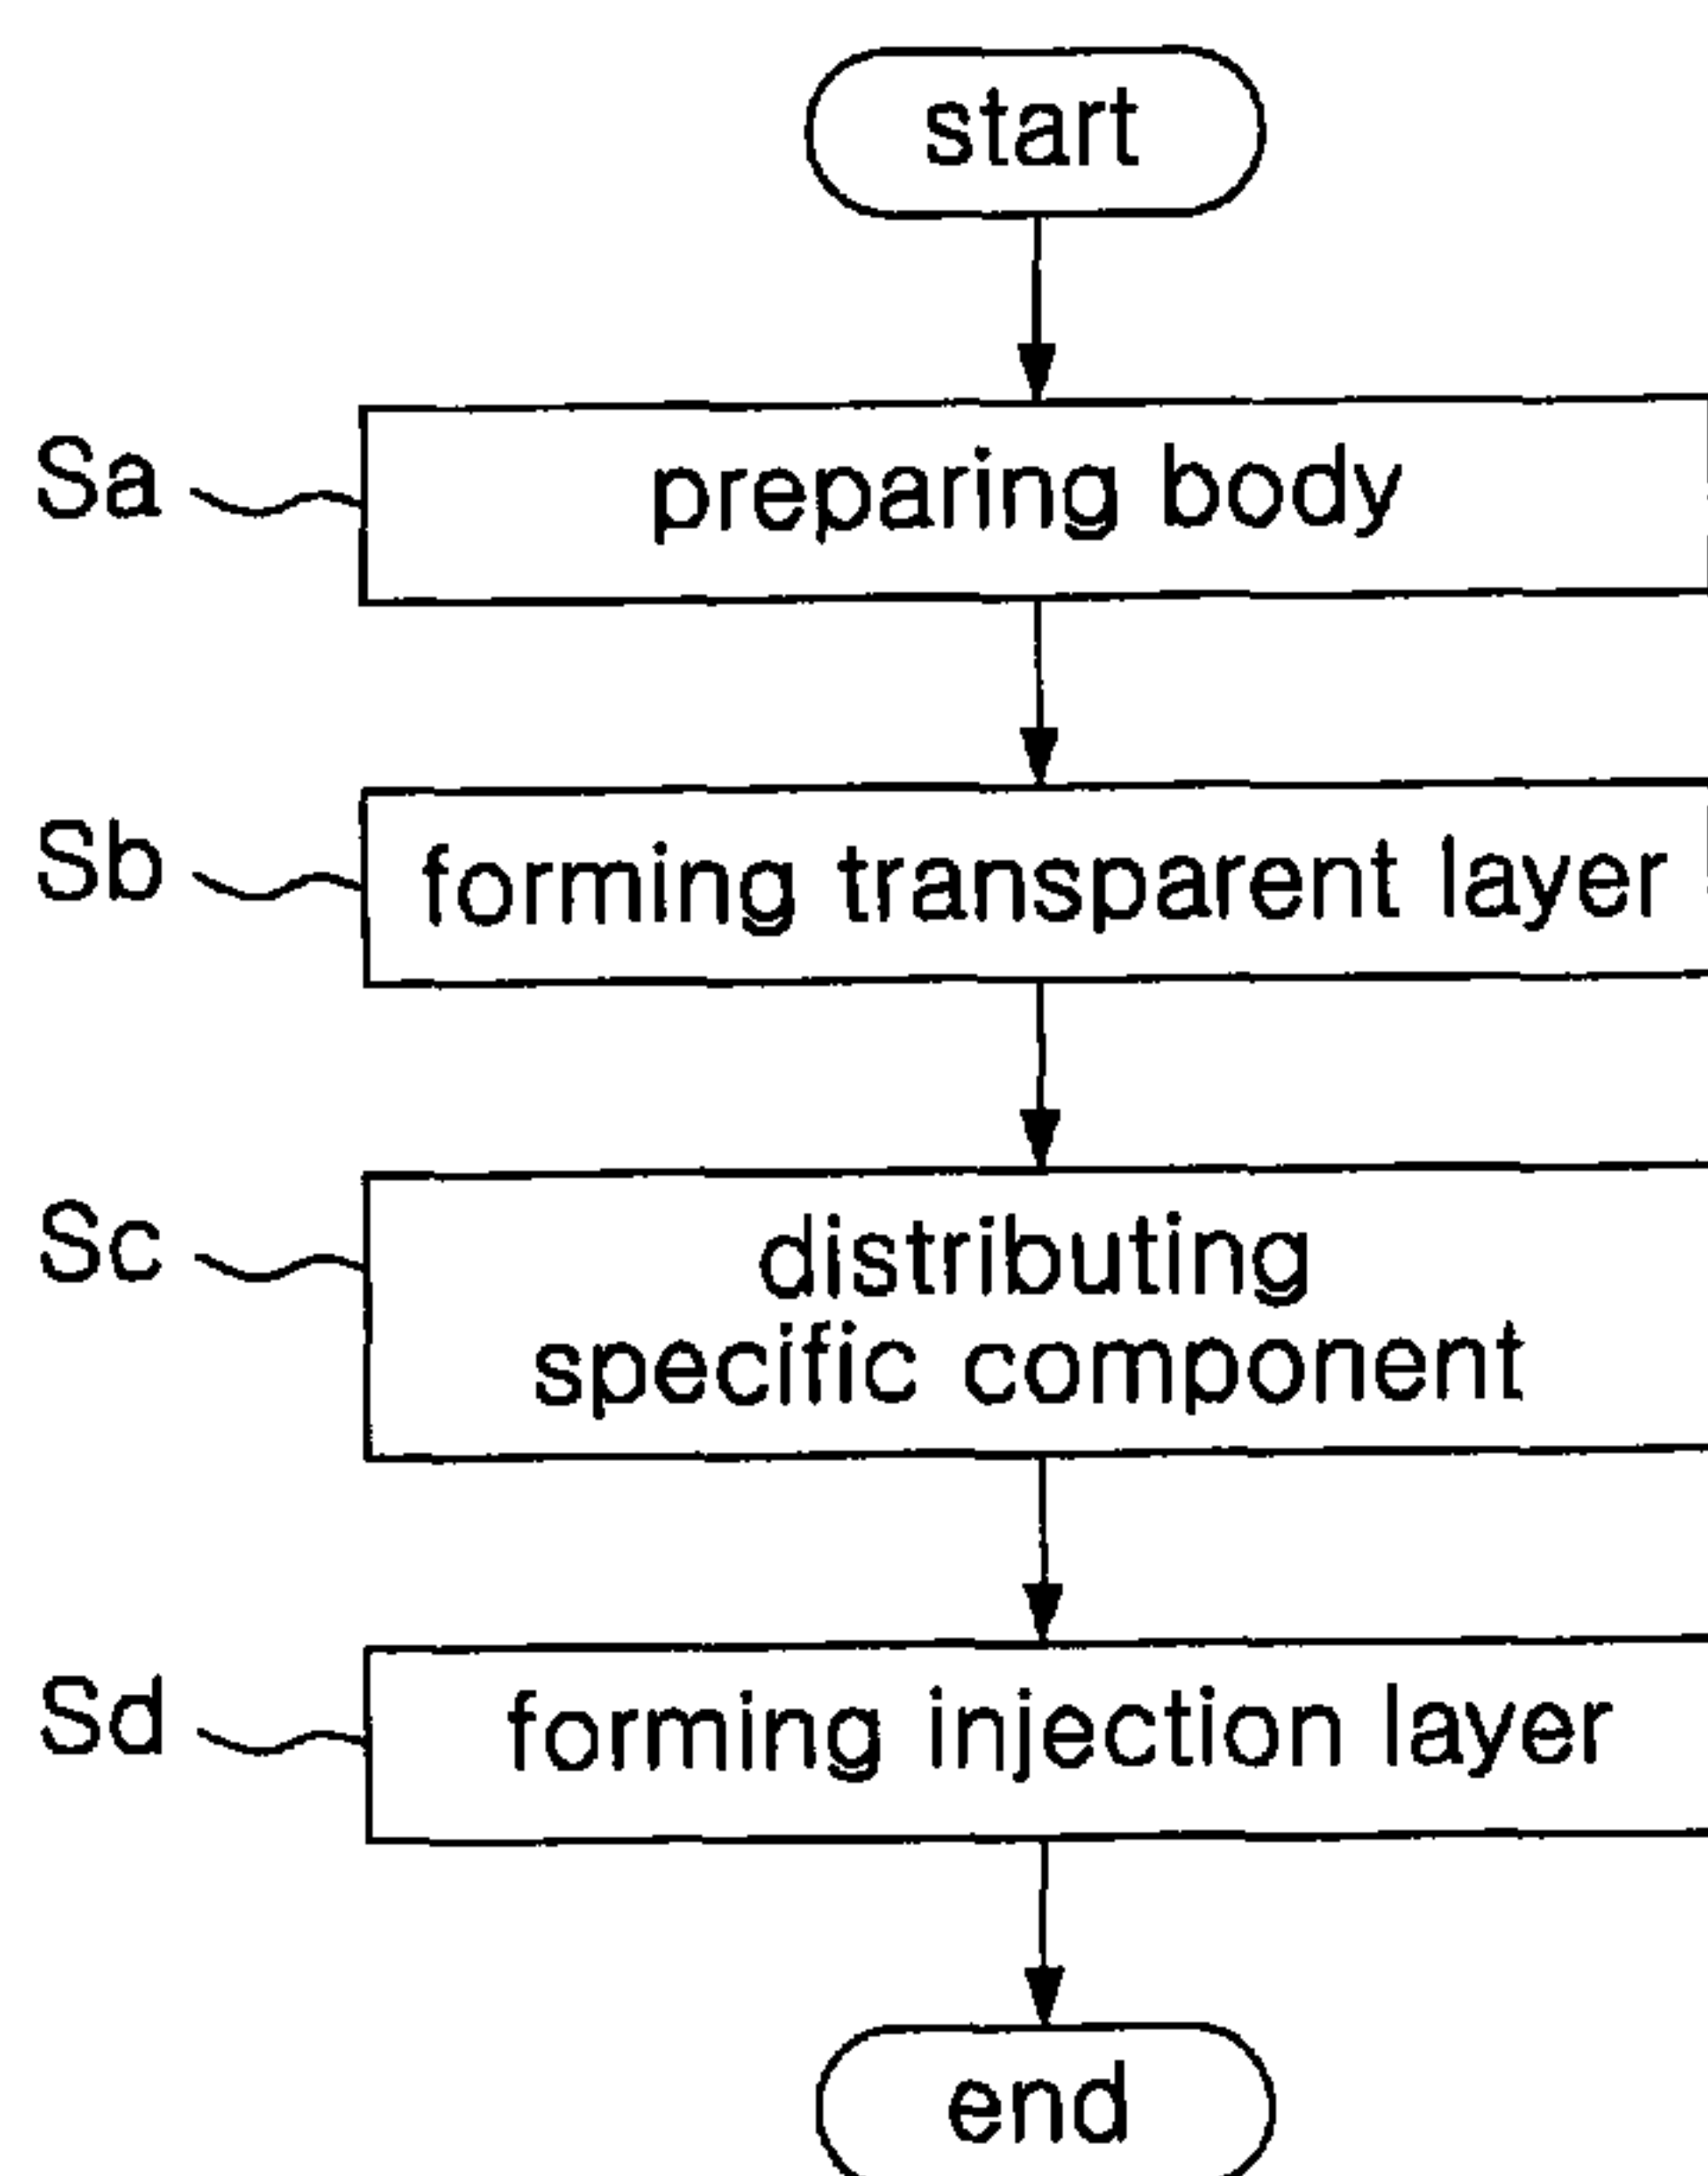 start
Sa preparing body
Sb forming transparent layer
Sc distributing
specific component
Sd forming injection layer
end